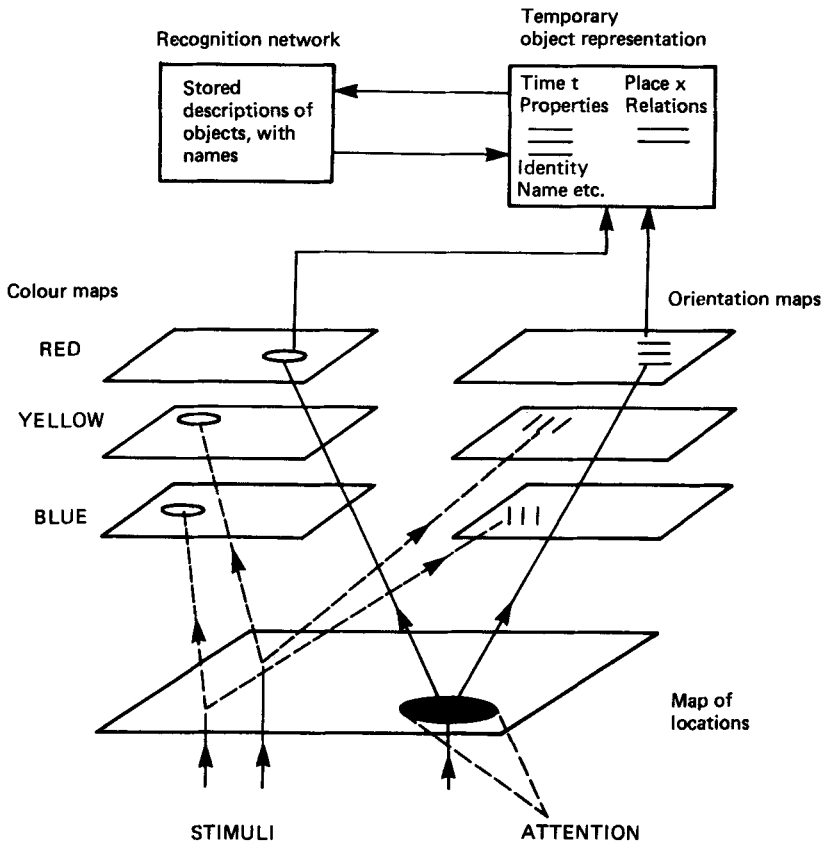 Recognition network
Temporary
object representation
Stored
descriptions of
objects, with
names
Time t Place x
Properties Relations
Identity
Name etc.
Colour maps
Orientation maps
RED
YELLOW
BLUE
Map of
locations
STIMULI
ATTENTION